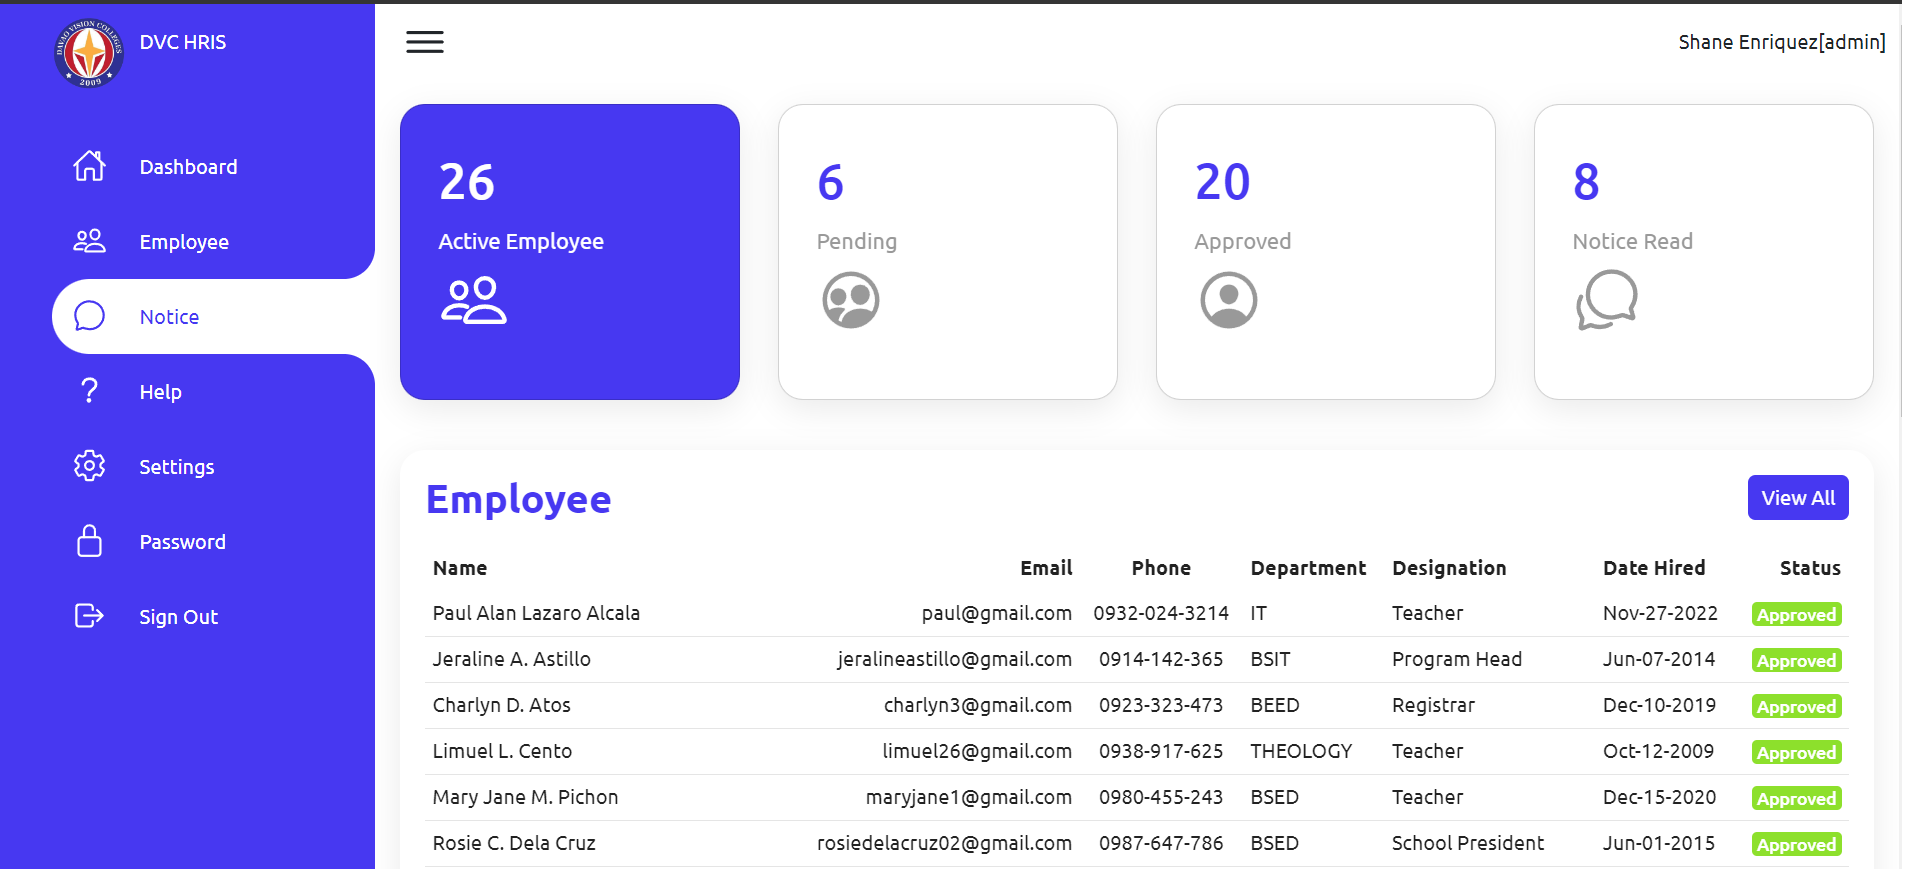 DAVAO VISION COLLEGES
2009
DVC HRIS
Shane Enriquez[admin]
Dashboard
Employee
Notice
Help
Settings
Password
Sign Out
26
Active Employee
6
Pending
20
Approved
8
Notice Read
Employee
View All
Name Email Phone Department Designation Date Hired Status
Paul Alan Lazaro Alcala paul@gmail.com 0932-024-3214 IT Teacher Nov-27-2022 Approved
Jeraline A. Astillo jeralineastillo@gmail.com 0914-142-365 BSIT Program Head Jun-07-2014 Approved
Charlyn D. Atos charlyn3@gmail.com 0923-323-473 BEED Registrar Dec-10-2019 Approved
Limuel L. Cento limuel26@gmail.com 0938-917-625 THEOLOGY Teacher Oct-12-2009 Approved
Mary Jane M. Pichon maryjane1@gmail.com 0980-455-243 BSED Teacher Dec-15-2020 Approved
Rosie C. Dela Cruz rosiedelacruz02@gmail.com 0987-647-786 BSED School President Jun-01-2015 Approved